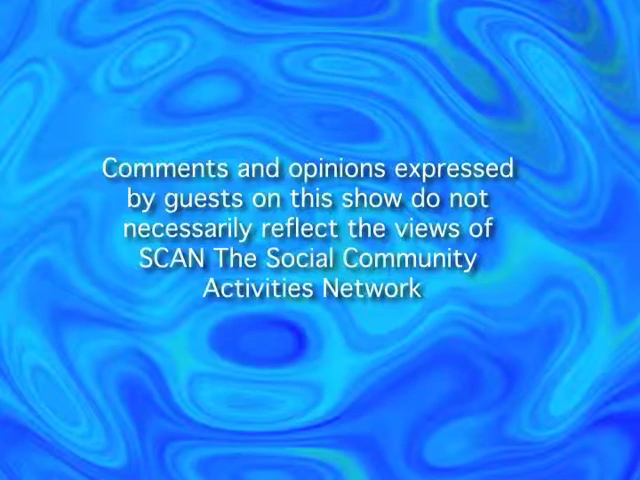 Comments and opinions expressed
by guests on this show do not
necessarily reflect the views of
SCAN The Social Community
Activities Network